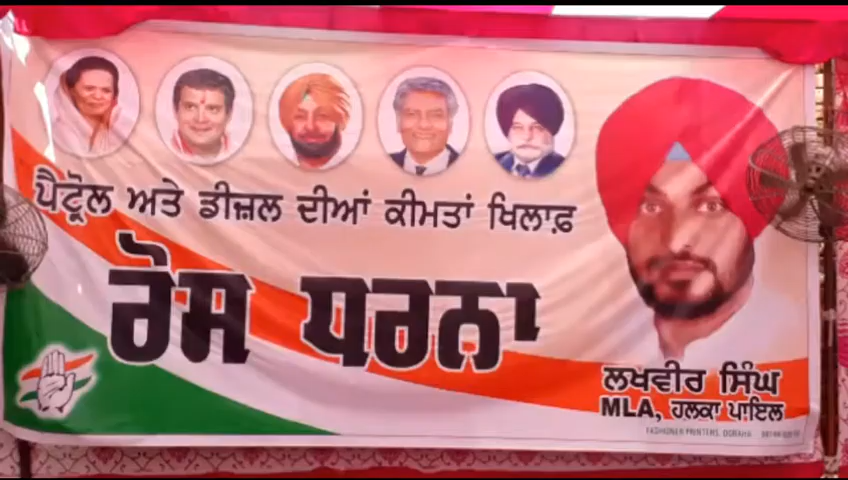 ਪੈਟ੍ਰੋਲ ਅਤੇ ਡੀਜ਼ਲ ਦੀਆਂ ਕੀਮਤਾਂ ਖਿਲਾਫ਼
ਰੋਸ ਧਰਨਾ
ਲਖਵੀਰ ਸਿੰਘ
MLA, ਹਲਕਾ ਪਾਇਲ
FASHIONER PRINTERS, DORAHA